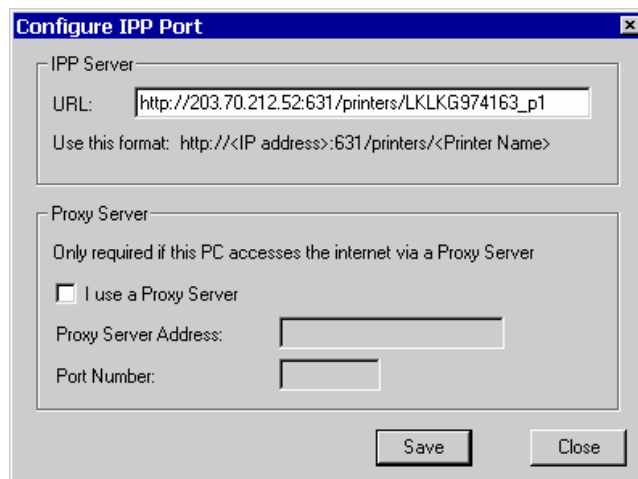 Configure IPP Port
IPP Server
URL: http://203.70.212.52:631/printers/LKLKG974163_p1
Use this format: http://<IP address>:631/printers/<Printer Name>
Proxy Server
Only required if this PC accesses the internet via a Proxy Server
I use a Proxy Server
Proxy Server Address:
Port Number:
Save Close